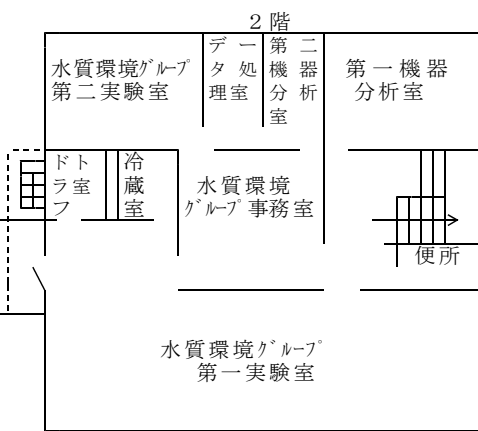 ２階
水質環境ｸﾞﾙｰﾌﾟ
第二実験室
データ処理室
第二機器分析室
第一機器
分析室
ドラフト室
冷蔵室
水質環境
ｸﾞﾙｰﾌﾟ事務室
便所
水質環境ｸﾞﾙｰﾌﾟ
第一実験室